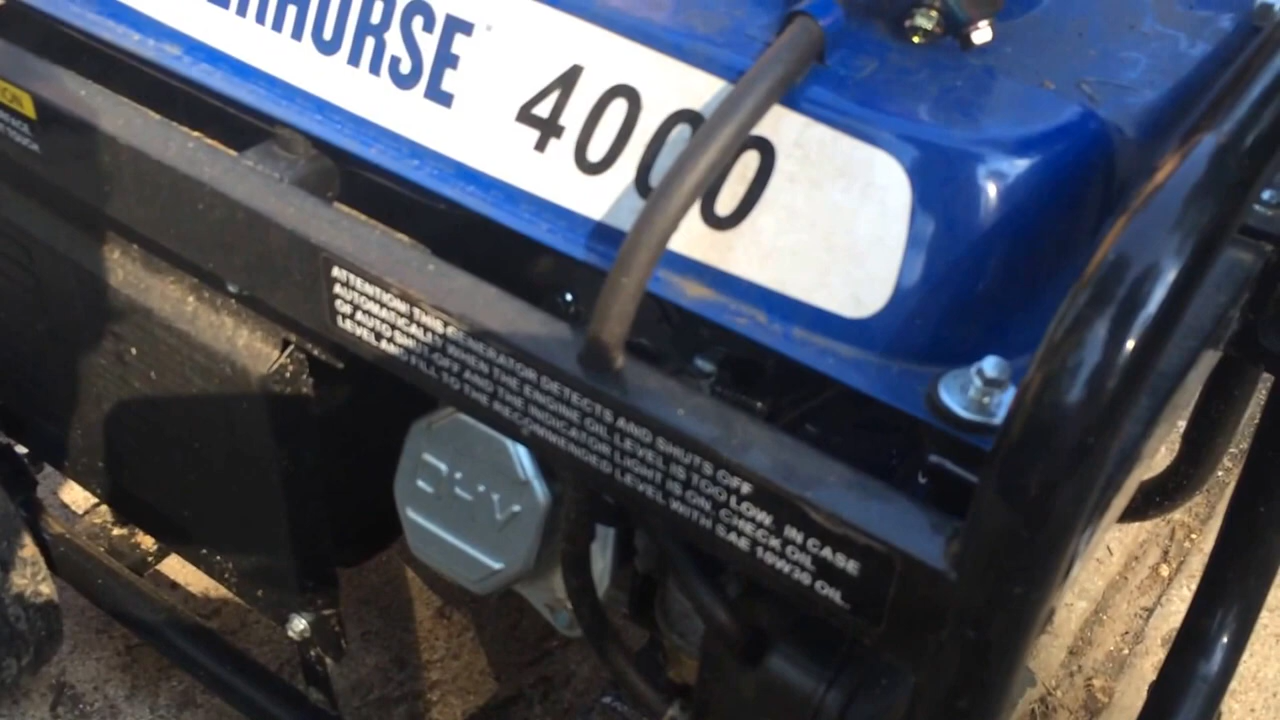 ERHORSE 4000
ATTENTION! THIS GENERATOR DETECTS AND SHUTS OFF
AUTOMATICALLY WHEN THE ENGINE OIL LEVEL IS TOO LOW. IN CASE
OF AUTO SHUT-OFF AND THE INDICATOR LIGHT IS ON, CHECK OIL
LEVEL AND FILL TO THE RECOMMENDED LEVEL WITH SAE 10W30 OIL.
OHV